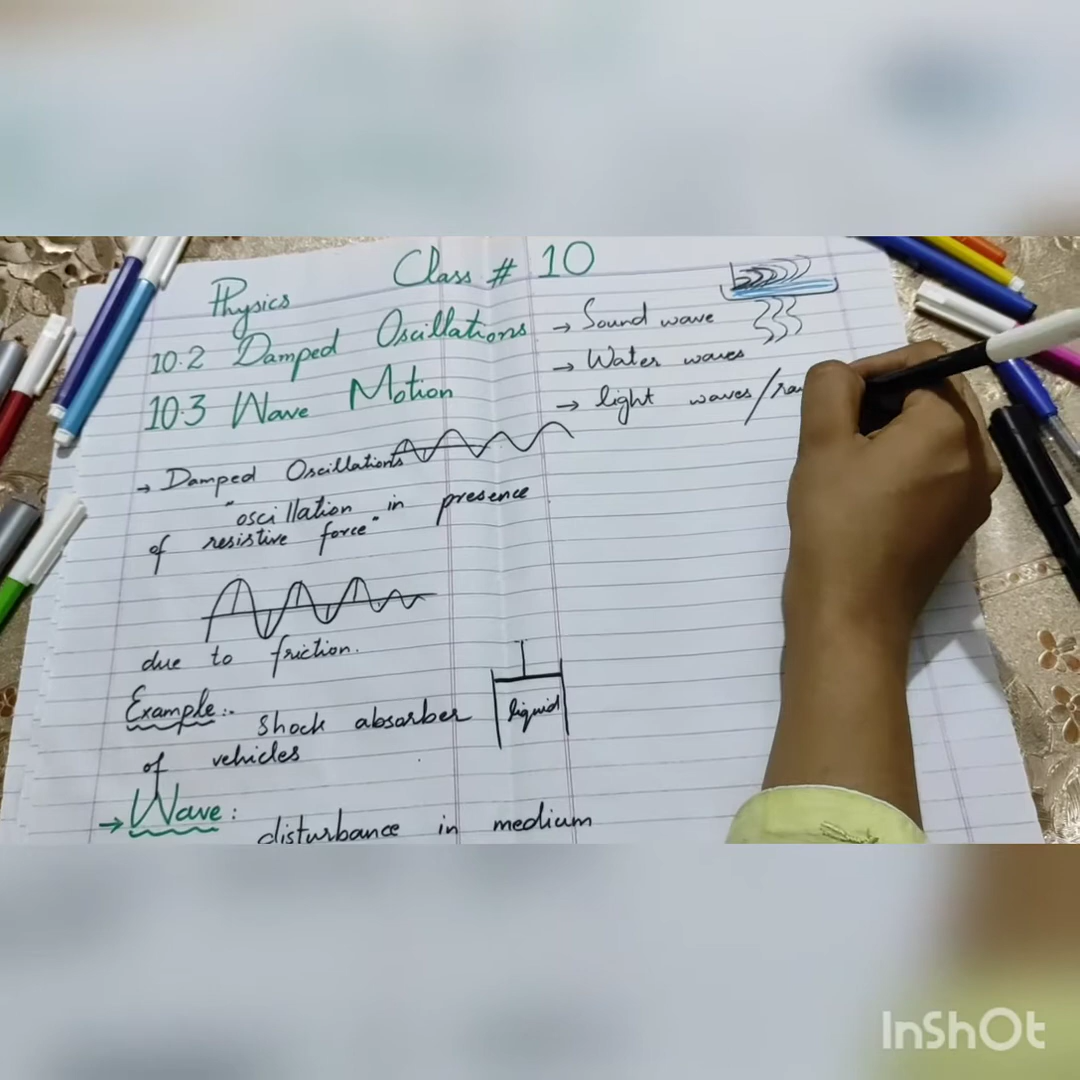 Class # 10
Physics
10.2 Damped Oscillations
10.3 Wave Motion
→ Damped Oscillations
"oscillation in presence
of resistive force"
due to friction.
Example:-
shock absorber
of vehicles
liquid
→ Wave:
disturbance in medium
→ Sound wave
→ Water waves
→ light waves/
InShOt